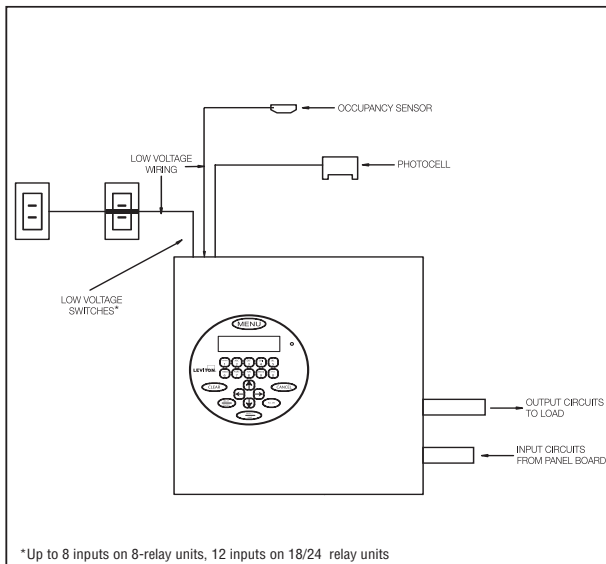 OCCUPANCY SENSOR
LOW VOLTAGE
WIRING
PHOTOCELL
LOW VOLTAGE
SWITCHES*
MENU
LEVITON
CLEAR
CANCEL
OUTPUT CIRCUITS
TO LOAD
INPUT CIRCUITS
FROM PANEL BOARD
*Up to 8 inputs on 8-relay units, 12 inputs on 18/24 relay units